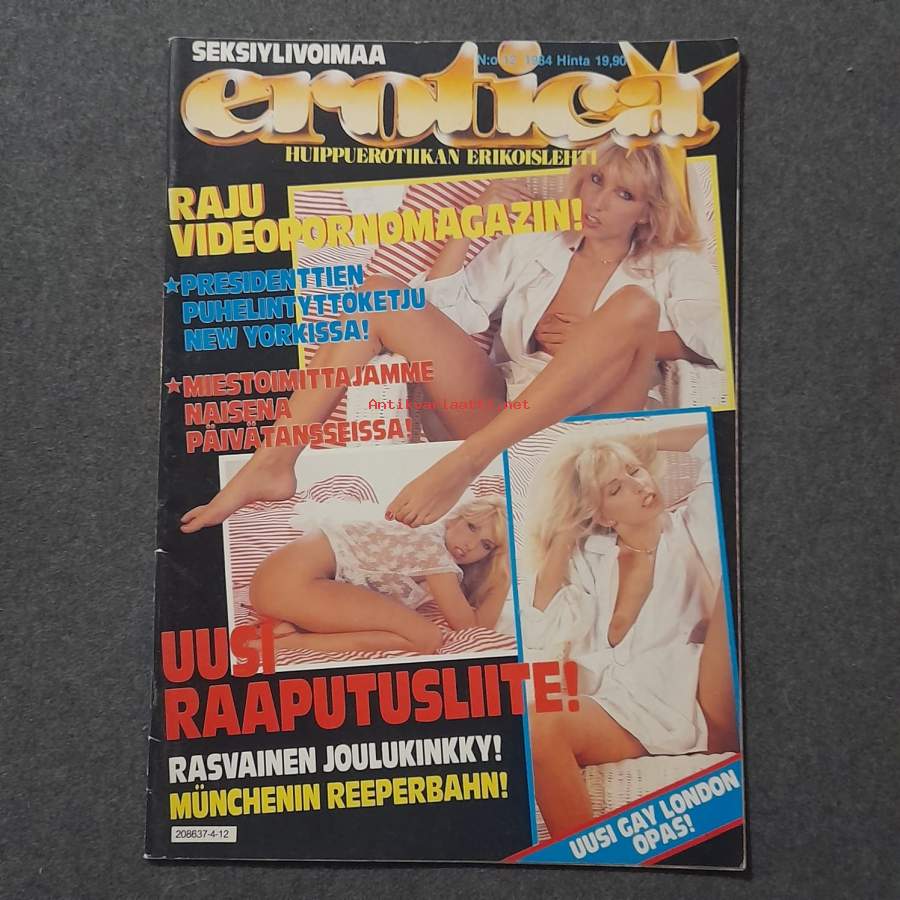 SEKSIYLIVOIMAA
N:o 12 1984 Hinta 19,90
erotica
HUIPPUEROTIIKAN ERIKOISLEHTI
RAJU
VIDEOPORNOMAGAZIN!
PRESIDENTTIEN
PUHELINTYTTÖKETJU
NEW YORKISSA!
MIESTOIMITTAJAMME
NAISENA
PÄIVÄTANSSEISSA!
Antikvariaatti.net
UUSI
RAAPUTUSLIITE!
RASVAINEN JOULUKINKKY!
MÜNCHENIN REEPERBAHN!
208637-4-12
UUSI GAY LONDON
OPAS!